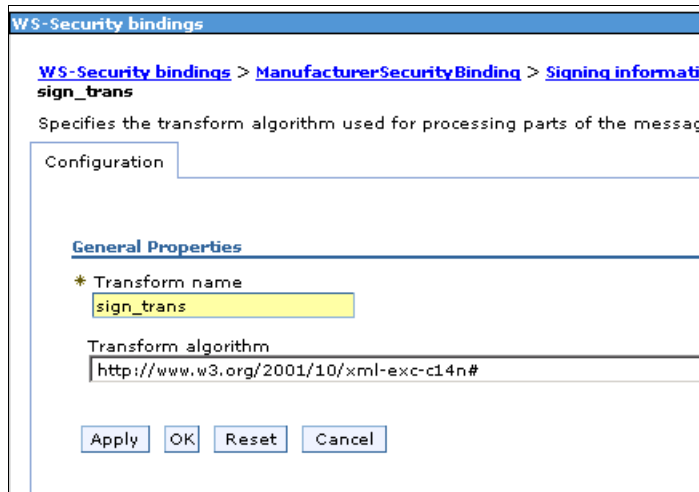 WS-Security bindings
WS-Security bindings > ManufacturerSecurityBinding > Signing informati
sign_trans
Specifies the transform algorithm used for processing parts of the messag
Configuration
General Properties
* Transform name
sign_trans
Transform algorithm
http://www.w3.org/2001/10/xml-exc-c14n#
Apply OK Reset Cancel